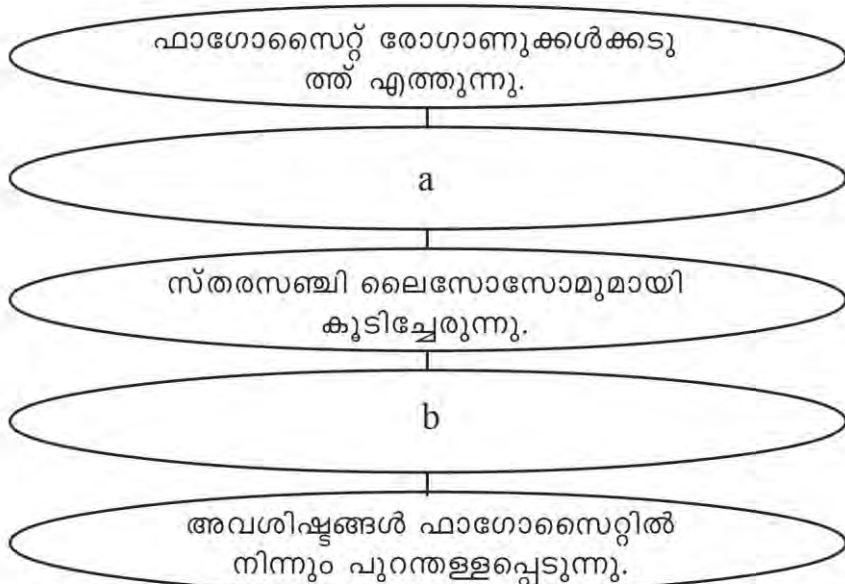 ഫാഗോസൈറ്റ് രോഗാണുക്കൾക്കടു
ത്ത് എത്തുന്നു.
a
സ്തരസഞ്ചി ലൈസോസോമുമായി
കൂടിച്ചേരുന്നു.
b
അവശിഷ്ടങ്ങൾ ഫാഗോസൈറ്റിൽ
നിന്നും പുറന്തള്ളപ്പെടുന്നു.